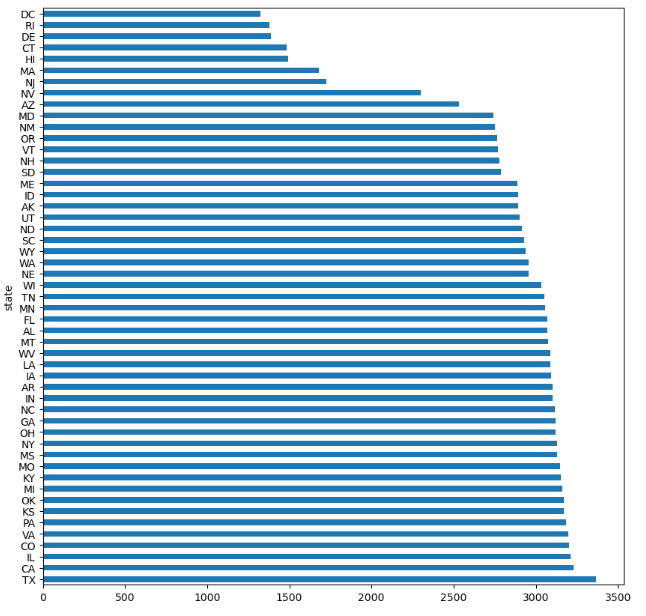 DC
RI
DE
CT
HI
MA
NJ
NV
AZ
MD
NM
OR
VT
NH
SD
ME
ID
AK
UT
ND
SC
WY
WA
NE
WI
TN
MN
FL
AL
MT
WV
LA
IA
AR
IN
NC
GA
OH
NY
MS
MO
KY
MI
OK
KS
PA
VA
CO
IL
CA
TX
state
0 500 1000 1500 2000 2500 3000 3500